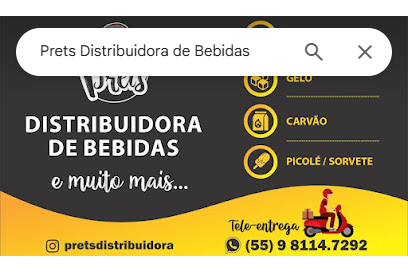 Prets Distribuidora de Bebidas
Prets
DISTRIBUIDORA
DE BEBIDAS
e muito mais...
GELO
CARVÃO
PICOLÉ / SORVETE
Tele-entrega
pretsdistribuidora
(55) 9 8114.7292